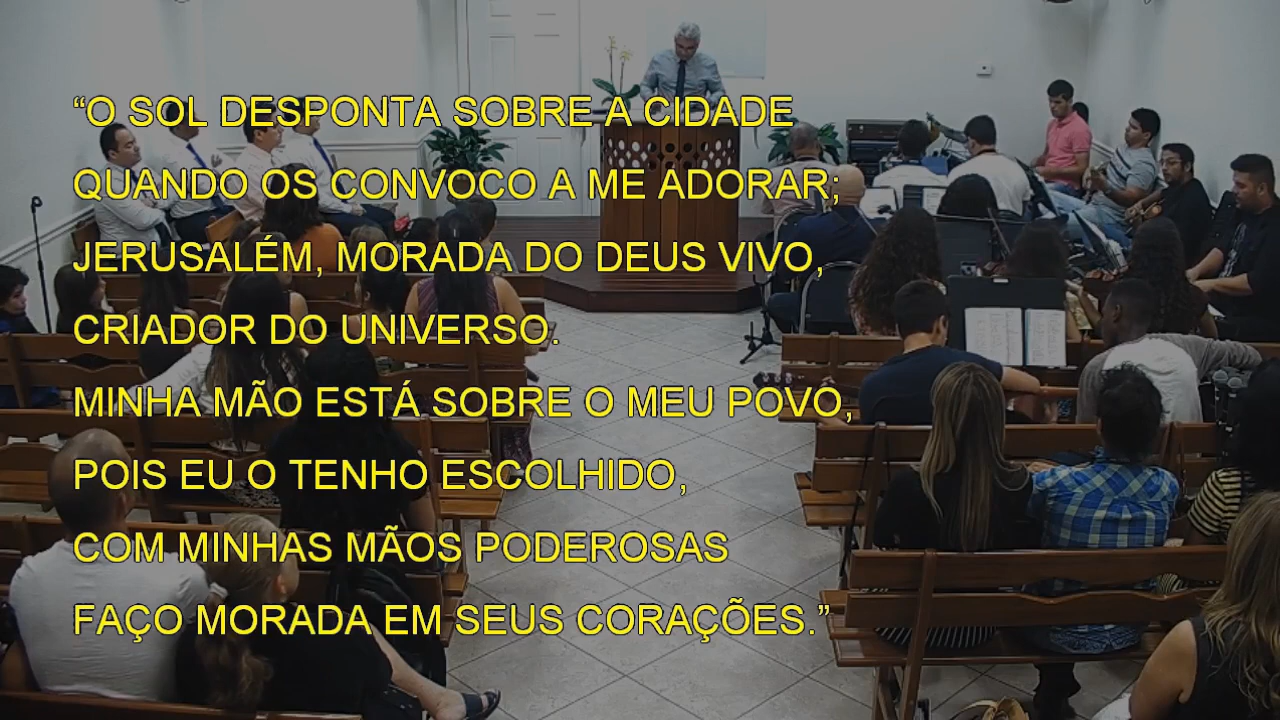 “O SOL DESPONTA SOBRE A CIDADE
QUANDO OS CONVOCO A ME ADORAR;
JERUSALÉM, MORADA DO DEUS VIVO,
CRIADOR DO UNIVERSO.
MINHA MÃO ESTÁ SOBRE O MEU POVO,
POIS EU O TENHO ESCOLHIDO,
COM MINHAS MÃOS PODEROSAS
FAÇO MORADA EM SEUS CORAÇÕES.”